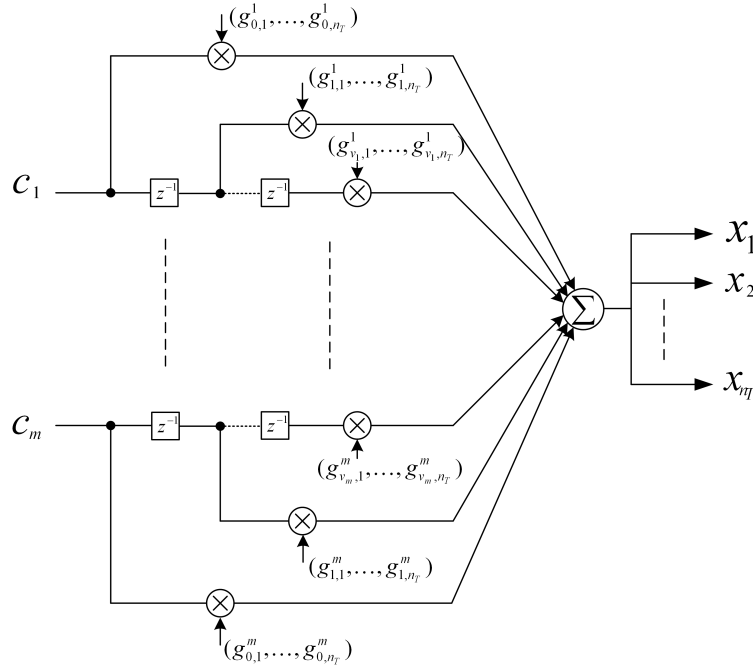 (g^1_{0,1},…,g^1_{0,n_T})
(g^1_{1,1},…,g^1_{1,n_T})
(g^1_{v_1,1},…,g^1_{v_1,n_T})
c_1
z^{-1}
z^{-1}
x_1
x_2
Σ
x_{n_T}
c_m
z^{-1}
z^{-1}
(g^m_{v_m,1},…,g^m_{v_m,n_T})
(g^m_{1,1},…,g^m_{1,n_T})
(g^m_{0,1},…,g^m_{0,n_T})